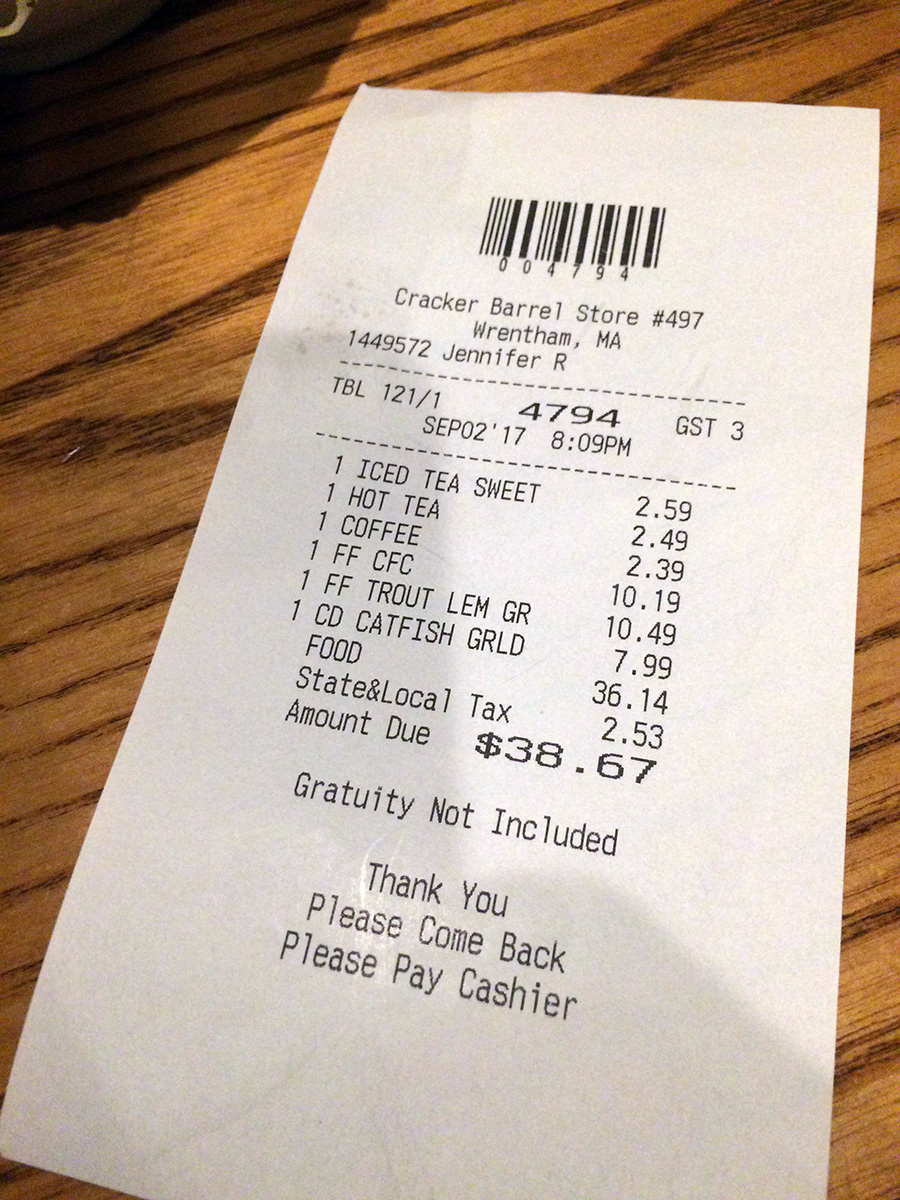 004794
Cracker Barrel Store #497
Wrentham, MA
1449572 Jennifer R
TBL 121/1 4794 GST 3
SEP02'17 8:09PM
1 ICED TEA SWEET 2.59
1 HOT TEA 2.49
1 COFFEE 2.39
1 FF CFC 10.19
1 FF TROUT LEM GR 10.49
1 CD CATFISH GRLD 7.99
FOOD 36.14
State&Local Tax 2.53
Amount Due $38.67
Gratuity Not Included
Thank You
Please Come Back
Please Pay Cashier